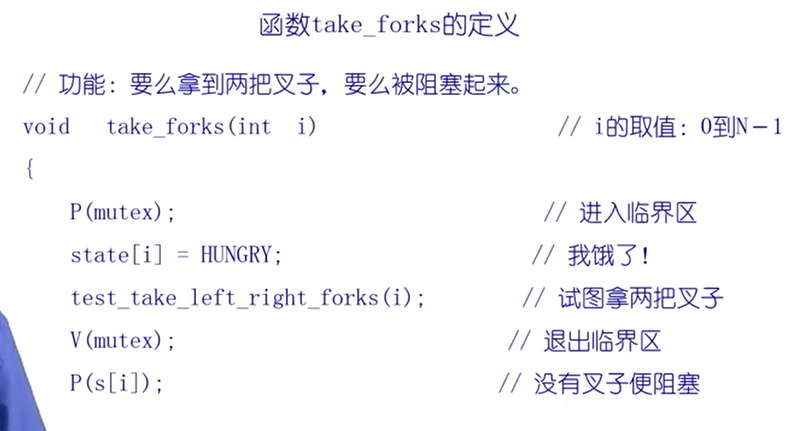 函数take_forks的定义
// 功能：要么拿到两把叉子，要么被阻塞起来。
void take_forks(int i) // i的取值：0到N－1
{
P(mutex); // 进入临界区
state[i] = HUNGRY; // 我饿了！
test_take_left_right_forks(i); // 试图拿两把叉子
V(mutex); // 退出临界区
P(s[i]); // 没有叉子便阻塞